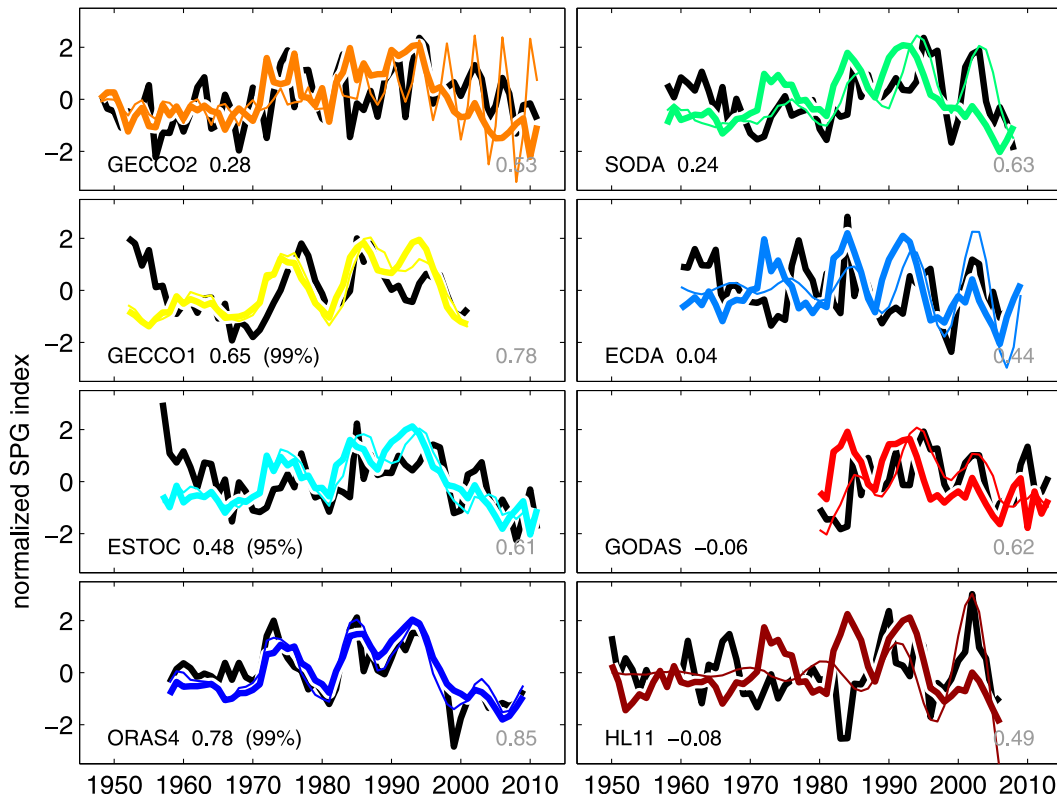 2
0
−2
GECCO2 0.28
0.53
SODA 0.24
0.63
2
0
−2
GECCO1 0.65 (99%)
0.78
ECDA 0.04
0.44
normalized SPG index
2
0
−2
ESTOC 0.48 (95%)
0.61
GODAS −0.06
0.62
2
0
−2
ORAS4 0.78 (99%)
0.85
HL11 −0.08
0.49
1950 1960 1970 1980 1990 2000 2010
1950 1960 1970 1980 1990 2000 2010